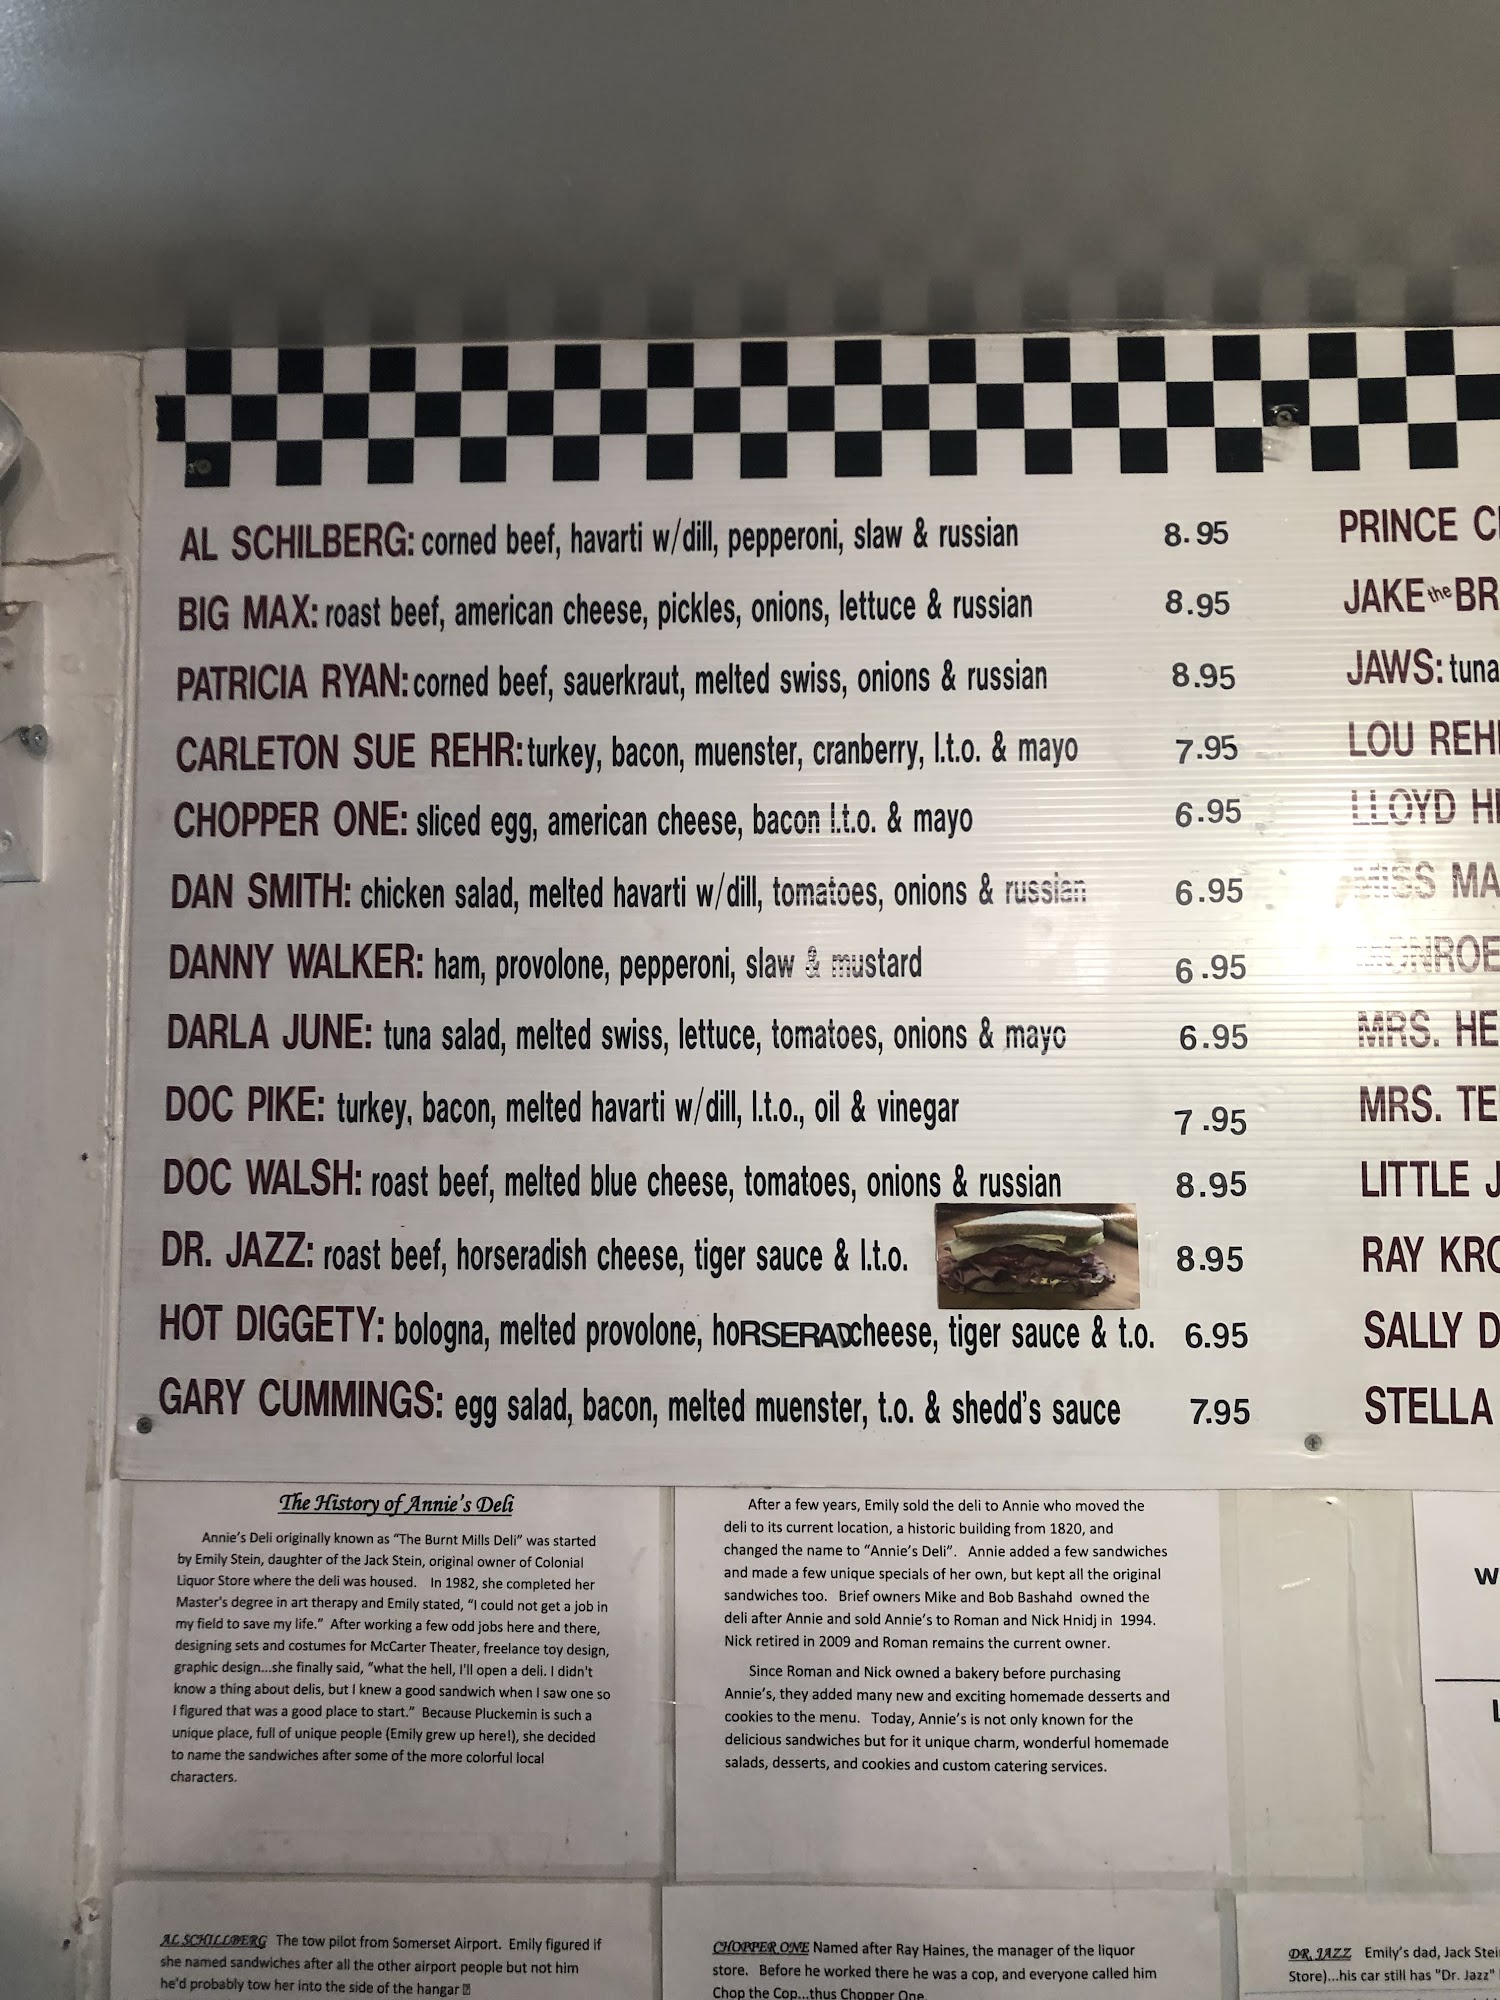 AL SCHILBERG: corned beef, havarti w/dill, pepperoni, slaw & russian 8.95
BIG MAX: roast beef, american cheese, pickles, onions, lettuce & russian 8.95
PATRICIA RYAN: corned beef, sauerkraut, melted swiss, onions & russian 8.95
CARLETON SUE REHR: turkey, bacon, muenster, cranberry, l.t.o. & mayo 7.95
CHOPPER ONE: sliced egg, american cheese, bacon l.t.o. & mayo 6.95
DAN SMITH: chicken salad, melted havarti w/dill, tomatoes, onions & russian 6.95
DANNY WALKER: ham, provolone, pepperoni, slaw & mustard 6.95
DARLA JUNE: tuna salad, melted swiss, lettuce, tomatoes, onions & mayo 6.95
DOC PIKE: turkey, bacon, melted havarti w/dill, l.t.o., oil & vinegar 7.95
DOC WALSH: roast beef, melted blue cheese, tomatoes, onions & russian 8.95
DR. JAZZ: roast beef, horseradish cheese, tiger sauce & l.t.o. 8.95
HOT DIGGETY: bologna, melted provolone, hoRSERADcheese, tiger sauce & t.o. 6.95
GARY CUMMINGS: egg salad, bacon, melted muenster, t.o. & shedd's sauce 7.95
PRINCE
JAKE the BR
JAWS: tuna
LOU REH
LLOYD
MISS MA
MONROE
MRS. HE
MRS. TE
LITTLE J
RAY KRO
SALLY D
STELLA
The History of Annie's Deli
Annie's Deli originally known as "The Burnt Mills Deli" was started
by Emily Stein, daughter of the Jack Stein, original owner of Colonial
Liquor Store where the deli was housed. In 1982, she completed her
Master's degree in art therapy and Emily stated, "I could not get a job in
my field to save my life." After working a few odd jobs here and there,
designing sets and costumes for McCarter Theater, freelance toy design,
graphic design...she finally said, "what the hell, I'll open a deli. I didn't
know a thing about delis, but I knew a good sandwich when I saw one so
I figured that was a good place to start." Because Pluckemin is such a
unique place, full of unique people (Emily grew up here!), she decided
to name the sandwiches after some of the more colorful local
characters.
After a few years, Emily sold the deli to Annie who moved the
deli to its current location, a historic building from 1820, and
changed the name to "Annie's Deli". Annie added a few sandwiches
and made a few unique specials of her own, but kept all the original
sandwiches too. Brief owners Mike and Bob Bashahd owned the
deli after Annie and sold Annie's to Roman and Nick Hnidj in 1994.
Nick retired in 2009 and Roman remains the current owner.
Since Roman and Nick owned a bakery before purchasing
Annie's, they added many new and exciting homemade desserts and
cookies to the menu. Today, Annie's is not only known for the
delicious sandwiches but for it unique charm, wonderful homemade
salads, desserts, and cookies and custom catering services.
AL SCHILLBERG The tow pilot from Somerset Airport. Emily figured if
she named sandwiches after all the other airport people but not him
he'd probably tow her into the side of the hangar
CHOPPER ONE Named after Ray Haines, the manager of the liquor
store. Before he worked there he was a cop, and everyone called him
Chop the Cop...thus Chopper One.
DR. JAZZ Emily's dad, Jack Stei
Store)...his car still has "Dr. Jazz"